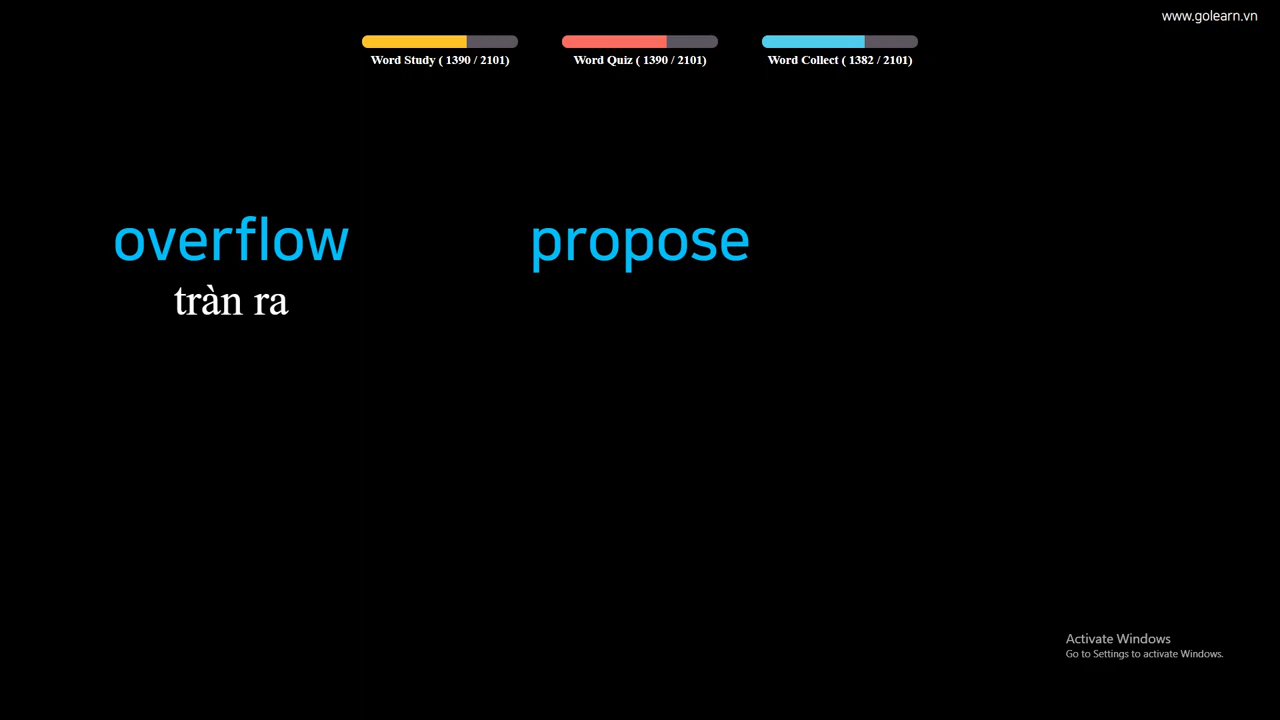 www.golearn.vn
Word Study ( 1390 / 2101)
Word Quiz ( 1390 / 2101)
Word Collect ( 1382 / 2101)
overflow
propose
tràn ra
Activate Windows
Go to Settings to activate Windows.